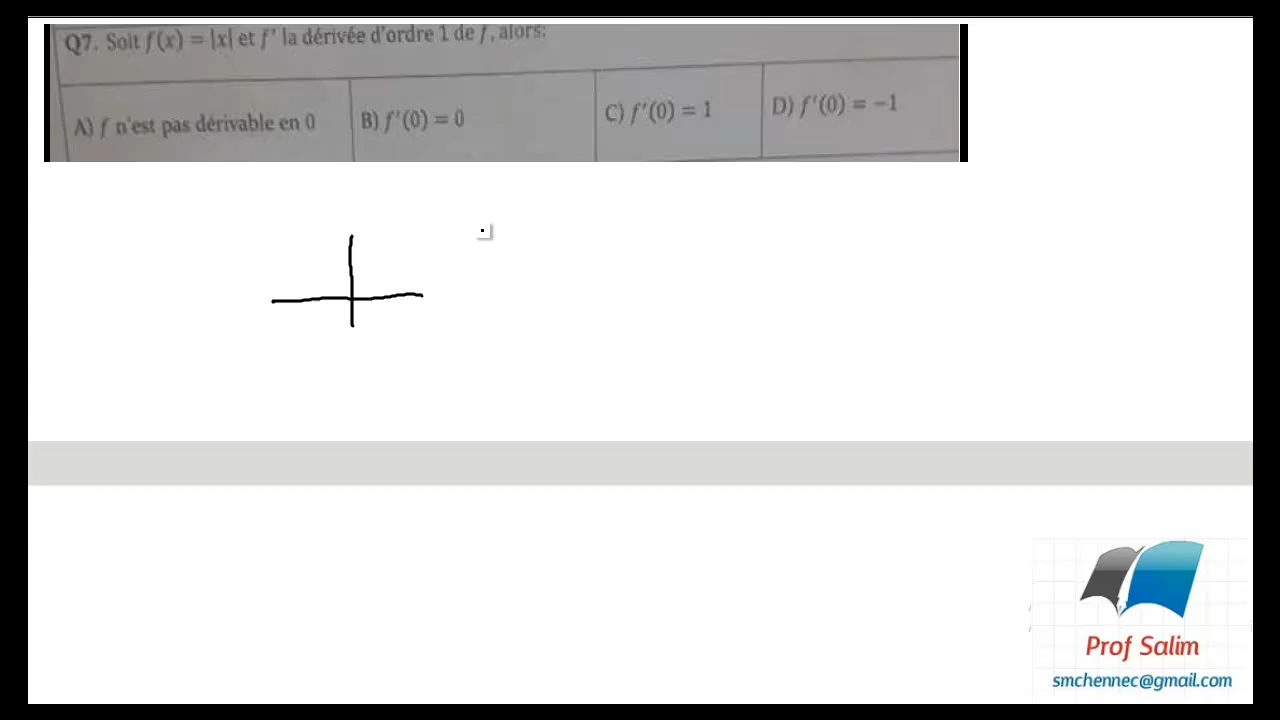 Q7. Soit f(x) = |x| et f' la dérivée d'ordre 1 de f, alors:
A) f n'est pas dérivable en 0
B) f'(0) = 0
C) f'(0) = 1
D) f'(0) = −1
Prof Salim
smchennec@gmail.com